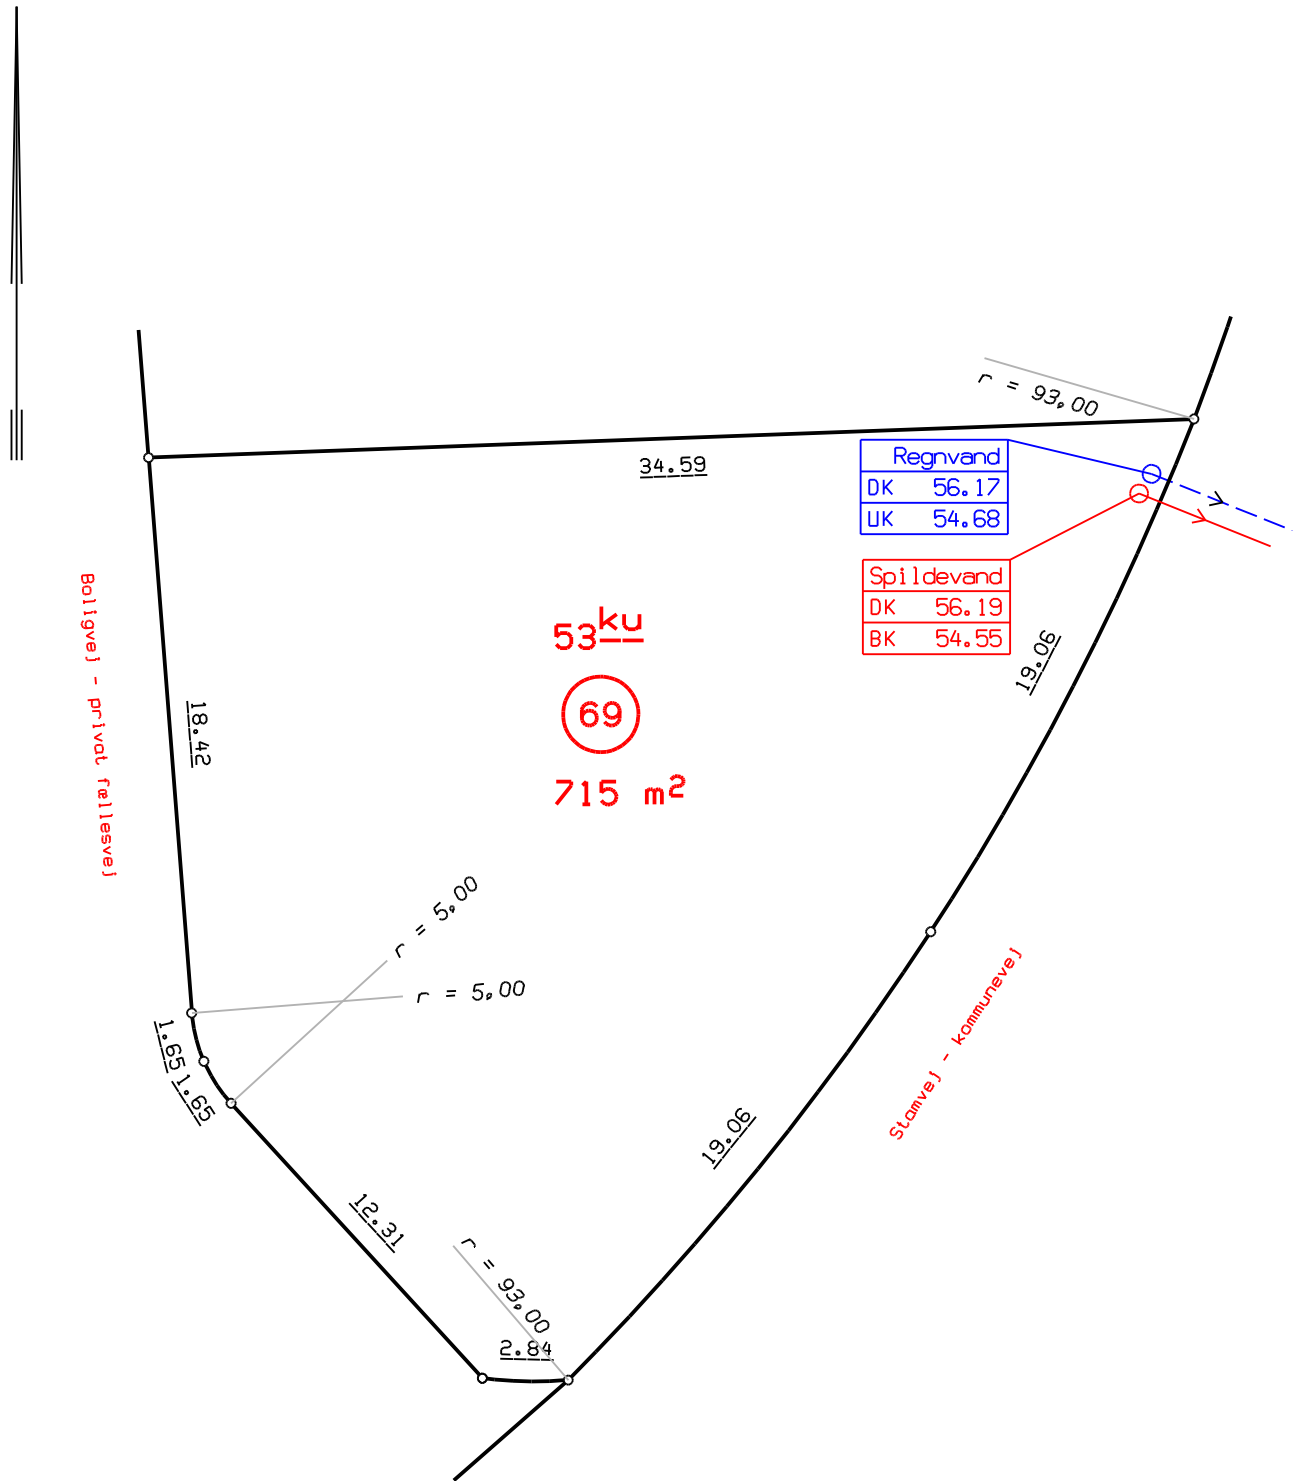 r = 93,00
34.59
Regnvand
DK 56.17
UK 54.68
Spildevand
DK 56.19
BK 54.55
53ku
69
715 m²
Boligvej - privat fællesvej
18.42
19.06
r = 5,00
r = 5,00
1.65
1.65
Stamvej - kommunevej
19.06
12.31
r = 93,00
2.84